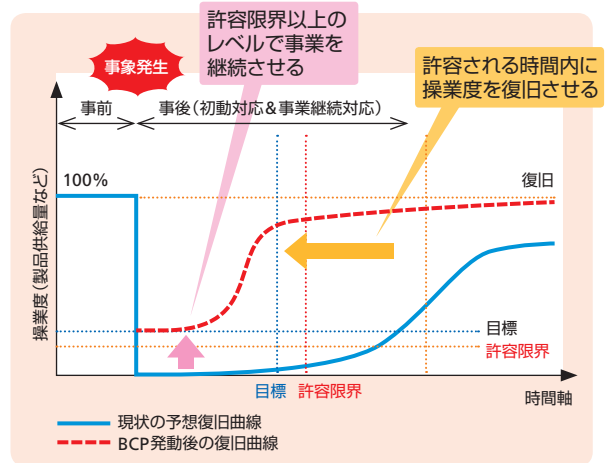 許容限界以上の
レベルで事業を
継続させる
事象発生
許容される時間内に
操業度を復旧させる
事前
事後(初動対応&事業継続対応)
100%
復旧
操業度(製品供給量など)
目標
許容限界
目標
許容限界
時間軸
現状の予想復旧曲線
BCP発動後の復旧曲線